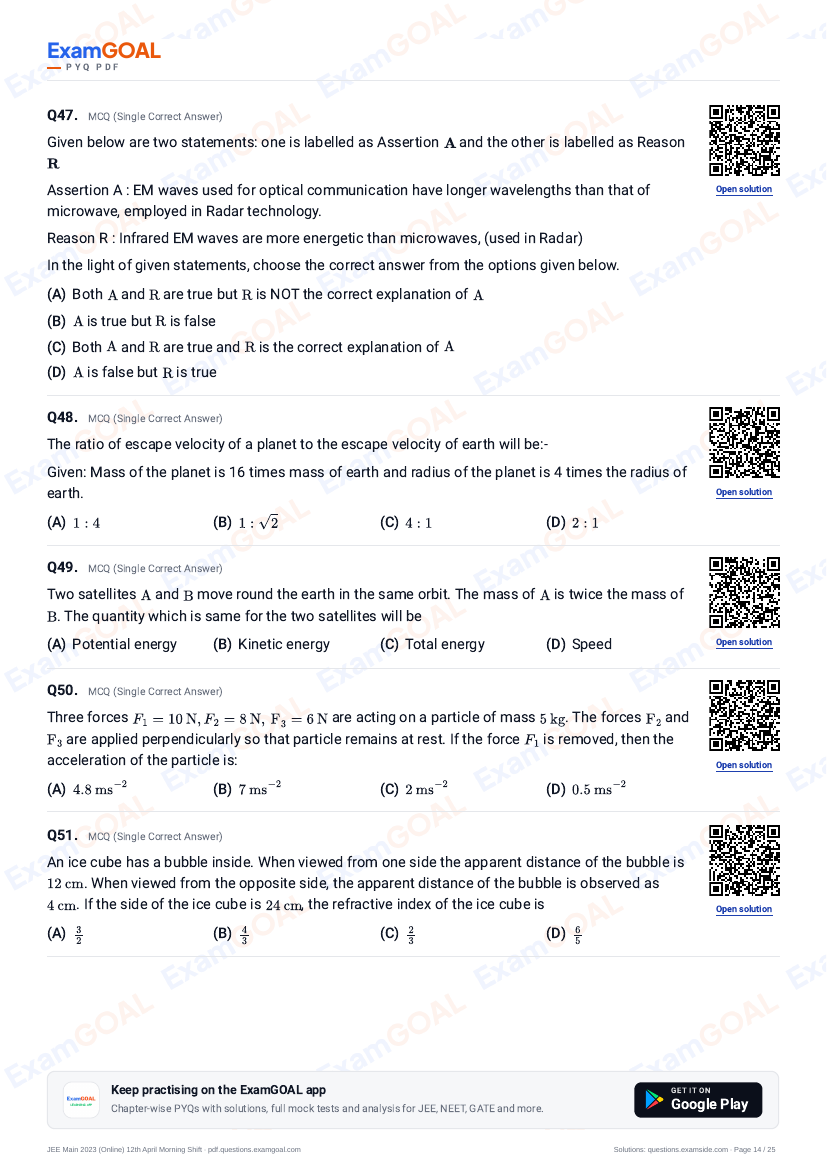 ExamGOAL
PYQ PDF
Q47. MCQ (Single Correct Answer)
Given below are two statements: one is labelled as Assertion A and the other is labelled as Reason
R
Assertion A : EM waves used for optical communication have longer wavelengths than that of
microwave, employed in Radar technology.
Reason R : Infrared EM waves are more energetic than microwaves, (used in Radar)
In the light of given statements, choose the correct answer from the options given below.
(A) Both A and R are true but R is NOT the correct explanation of A
(B) A is true but R is false
(C) Both A and R are true and R is the correct explanation of A
(D) A is false but R is true
Open solution
Q48. MCQ (Single Correct Answer)
The ratio of escape velocity of a planet to the escape velocity of earth will be:-
Given: Mass of the planet is 16 times mass of earth and radius of the planet is 4 times the radius of
earth.
(A) 1 : 4 (B) 1 : √2 (C) 4 : 1 (D) 2 : 1
Open solution
Q49. MCQ (Single Correct Answer)
Two satellites A and B move round the earth in the same orbit. The mass of A is twice the mass of
B. The quantity which is same for the two satellites will be
(A) Potential energy (B) Kinetic energy (C) Total energy (D) Speed
Open solution
Q50. MCQ (Single Correct Answer)
Three forces F₁ = 10 N, F₂ = 8 N, F₃ = 6 N are acting on a particle of mass 5 kg. The forces F₂ and
F₃ are applied perpendicularly so that particle remains at rest. If the force F₁ is removed, then the
acceleration of the particle is:
(A) 4.8 ms⁻² (B) 7 ms⁻² (C) 2 ms⁻² (D) 0.5 ms⁻²
Open solution
Q51. MCQ (Single Correct Answer)
An ice cube has a bubble inside. When viewed from one side the apparent distance of the bubble is
12 cm. When viewed from the opposite side, the apparent distance of the bubble is observed as
4 cm. If the side of the ice cube is 24 cm, the refractive index of the ice cube is
(A) 3/2 (B) 4/3 (C) 2/3 (D) 6/5
Open solution
ExamGOAL
Keep practising on the ExamGOAL app
Chapter-wise PYQs with solutions, full mock tests and analysis for JEE, NEET, GATE and more.
GET IT ON
Google Play
JEE Main 2023 (Online) 12th April Morning Shift · pdf.questions.examgoal.com
Solutions: questions.examside.com · Page 14 / 25